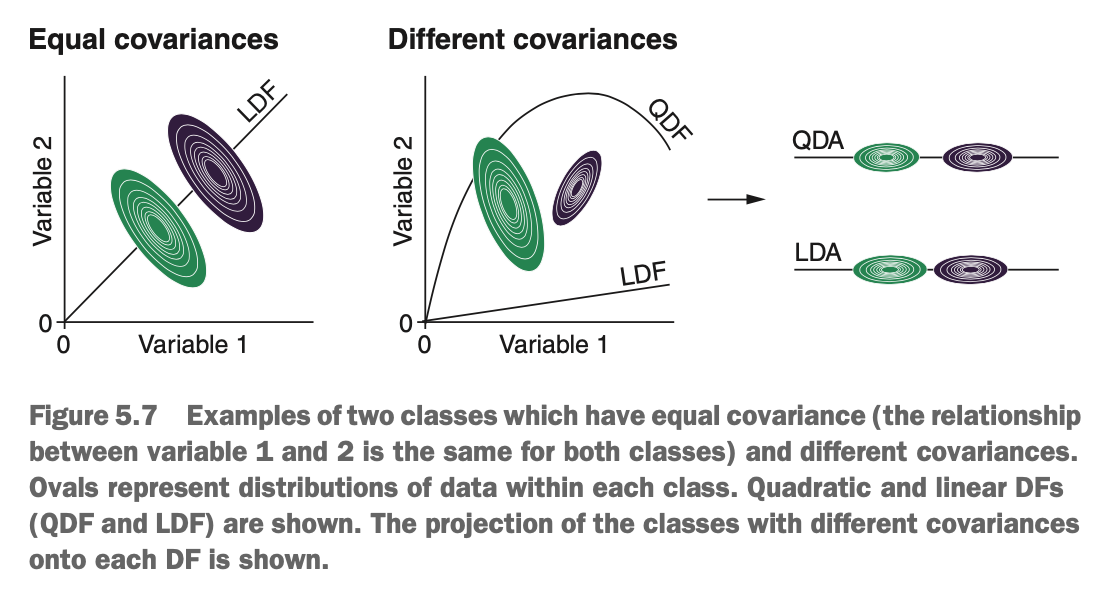 Equal covariances
Variable 2
LDF
0
0
Variable 1
Different covariances
Variable 2
QDF
LDF
0
0
Variable 1
QDA
LDA
Figure 5.7 Examples of two classes which have equal covariance (the relationship
between variable 1 and 2 is the same for both classes) and different covariances.
Ovals represent distributions of data within each class. Quadratic and linear DFs
(QDF and LDF) are shown. The projection of the classes with different covariances
onto each DF is shown.